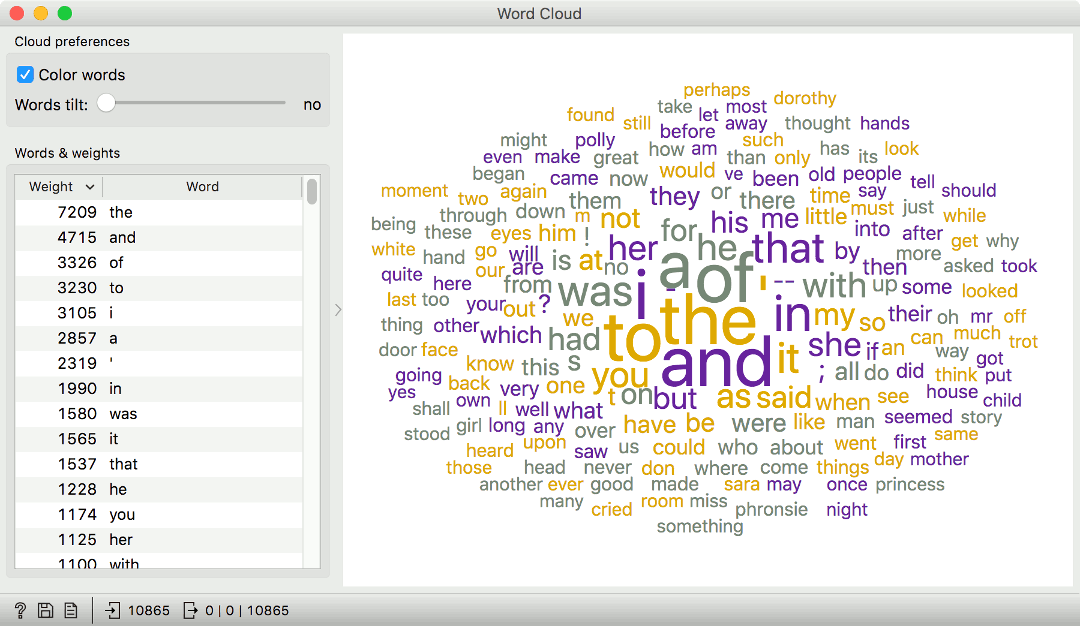 Word Cloud
Cloud preferences
Color words
Words tilt: no
Words & weights
Weight Word
7209 the
4715 and
3326 of
3230 to
3105 i
2857 a
2319 '
1990 in
1580 was
1565 it
1537 that
1228 he
1174 you
1125 her
1100 with
perhaps
take let most dorothy
found still before away thought hands
might polly how am such has its look
even make great would than only
began came now ve been old people tell
moment two again them they or there time say should
being through down m not his me little must just while
these eyes him ! for into after
white hand go will is at her he that by more get why
quite here our are no a of then asked took
last too your from was i ' -- with up some looked
out ?
thing other which we to the in my so their oh mr off
door face had and she if an can much trot
know this s it way got
going back very one you ; all do did think put
yes own t on but as said when see house child
shall ll well what
stood girl long any over have be were like man seemed story
heard upon saw us could who about went first same
those head never don where come things day mother
another ever good made sara may once princess
many cried room miss phronsie night
something
? 10865 0 | 0 | 10865